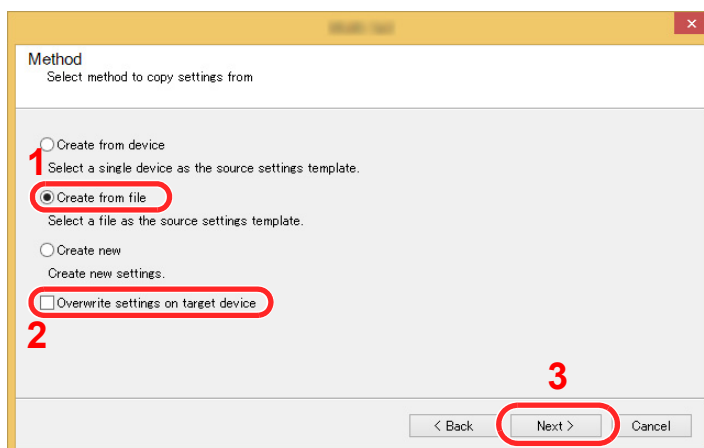 Method
Select method to copy settings from
Create from device
1
Select a single device as the source settings template.
Create from file
Select a file as the source settings template.
Create new
Create new settings.
Overwrite settings on target device
2
3
< Back Next > Cancel